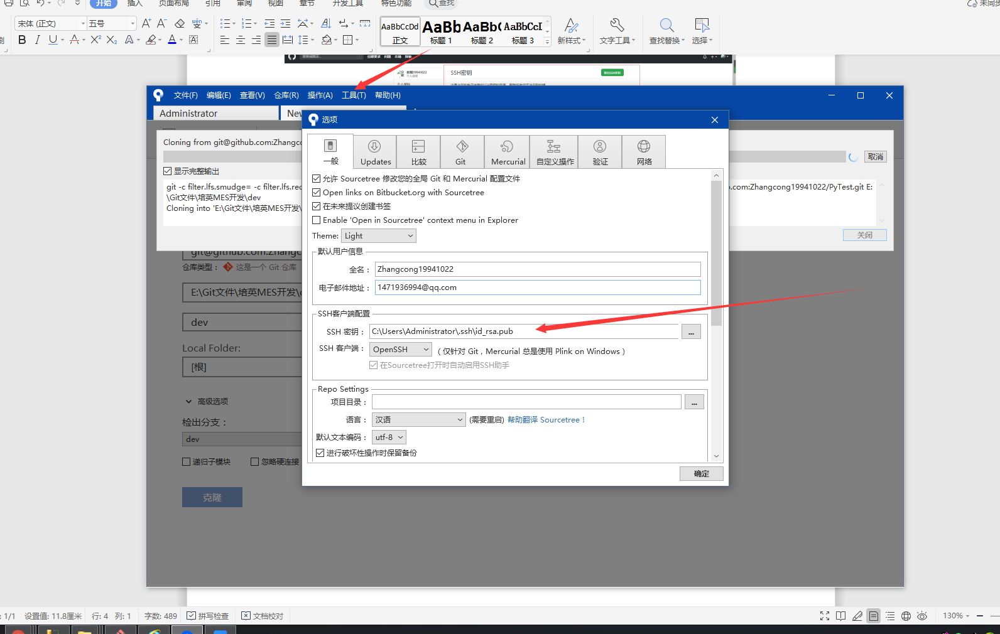 开始 插入 页面布局 引用 审阅 视图 章节 开发工具 特色功能 查找 未同步
宋体 (正文) 五号
AaBbCcDd AaBb AaBb( AaBbCcI
正文 标题 1 标题 2 标题 3 新样式 文字工具 查找替换 选择
SSH密钥
文件(F) 编辑(E) 查看(V) 仓库(R) 操作(A) 工具(T) 帮助(H)
Administrator Nev
选项
Cloning from git@github.com:Zhangco
取消
显示完整输出
git -c filter.lfs.smudge= -c filter.lfs.rec
.com:Zhangcong19941022/PyTest.git E:
\Git文件\培英MES开发\dev
Cloning into 'E:\Git文件\培英MES开发\
关闭
git@github.com:Zhangc
仓库类型： 这是一个 Git 仓库
E:\Git文件\培英MES开发\
dev
Local Folder:
[根]
高级选项
检出分支：
dev
递归子模块 忽略硬连接
克隆
一般 Updates 比较 Git Mercurial 自定义操作 验证 网络
允许 Sourcetree 修改您的全局 Git 和 Mercurial 配置文件
Open links on Bitbucket.org with Sourcetree
在未来提议创建书签
Enable 'Open in Sourcetree' context menu in Explorer
Theme: Light
默认用户信息
全名： Zhangcong19941022
电子邮件地址： 1471936994@qq.com
SSH客户端配置
SSH 密钥： C:\Users\Administrator\.ssh\id_rsa.pub ...
SSH 客户端： OpenSSH （仅针对 Git，Mercurial 总是使用 Plink on Windows）
在Sourcetree打开时自动启用SSH助手
Repo Settings
项目目录： ...
语言： 汉语 (需要重启) 帮助翻译 Sourcetree！
默认文本编码： utf-8
进行破坏性操作时保留备份
确定
: 1/1 设置值: 11.8厘米 行: 4 列: 1 字数: 489 拼写检查 文档校对 130%